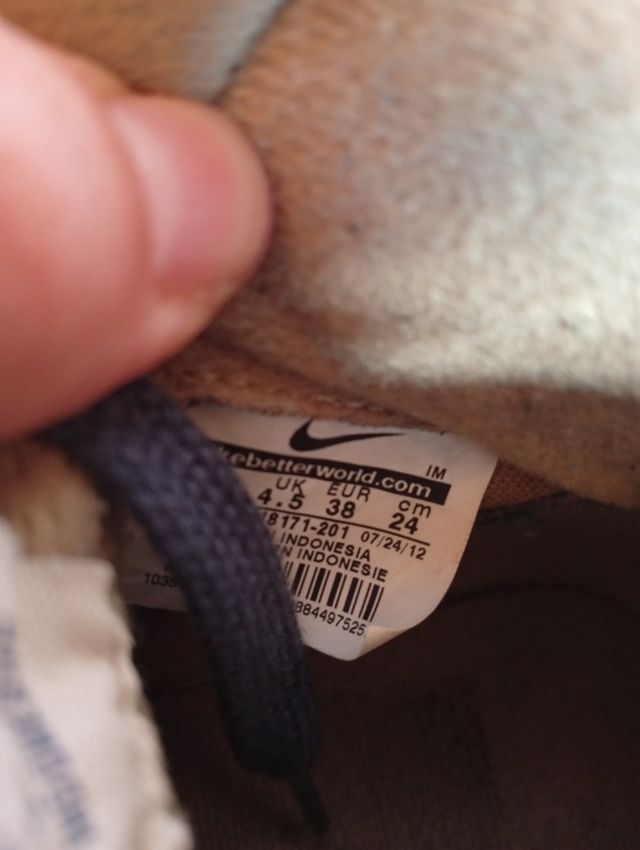 kebetterworld.com
IM
UK EUR cm
4.5 38 24
8171-201 07/24/12
INDONESIA
N INDONESIE
1035
884497525